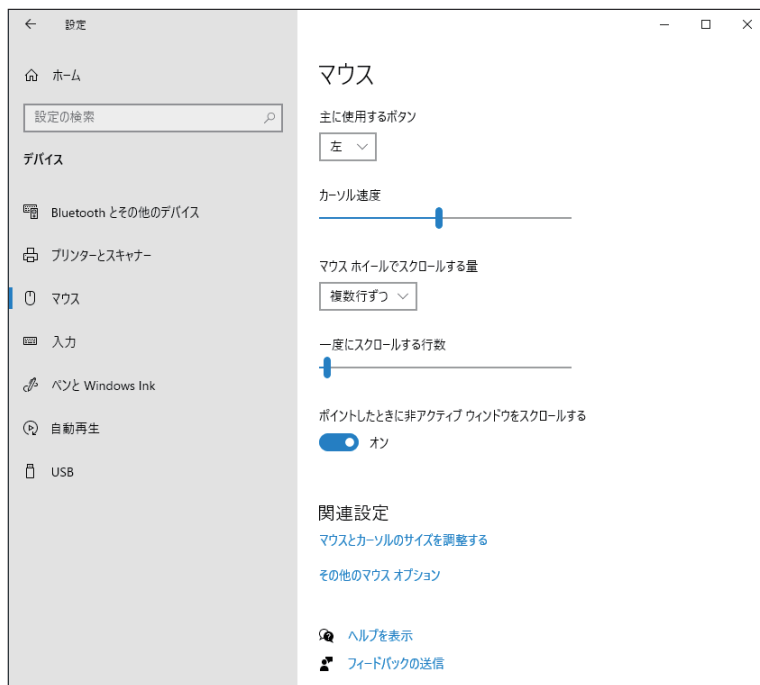 設定
ホーム
設定の検索
デバイス
Bluetooth とその他のデバイス
プリンターとスキャナー
マウス
入力
ペンと Windows Ink
自動再生
USB
マウス
主に使用するボタン
左
カーソル速度
マウス ホイールでスクロールする量
複数行ずつ
一度にスクロールする行数
ポイントしたときに非アクティブ ウィンドウをスクロールする
オン
関連設定
マウスとカーソルのサイズを調整する
その他のマウス オプション
ヘルプを表示
フィードバックの送信